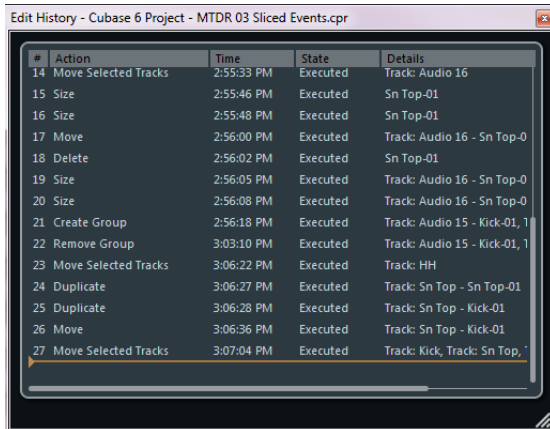 Edit History - Cubase 6 Project - MTDR 03 Sliced Events.cpr
# Action Time State Details
14 Move Selected Tracks 2:55:33 PM Executed Track: Audio 16
15 Size 2:55:46 PM Executed Sn Top-01
16 Size 2:55:48 PM Executed Sn Top-01
17 Move 2:56:00 PM Executed Track: Audio 16 - Sn Top-0
18 Delete 2:56:02 PM Executed Sn Top-01
19 Size 2:56:05 PM Executed Track: Audio 16 - Sn Top-0
20 Size 2:56:08 PM Executed Track: Audio 16 - Sn Top-0
21 Create Group 2:56:18 PM Executed Track: Audio 15 - Kick-01,
22 Remove Group 3:03:10 PM Executed Track: Audio 15 - Kick-01,
23 Move Selected Tracks 3:06:22 PM Executed Track: HH
24 Duplicate 3:06:27 PM Executed Track: Sn Top - Sn Top-01
25 Duplicate 3:06:28 PM Executed Track: Sn Top - Kick-01
26 Move 3:06:36 PM Executed Track: Sn Top - Kick-01
27 Move Selected Tracks 3:07:04 PM Executed Track: Kick, Track: Sn Top,